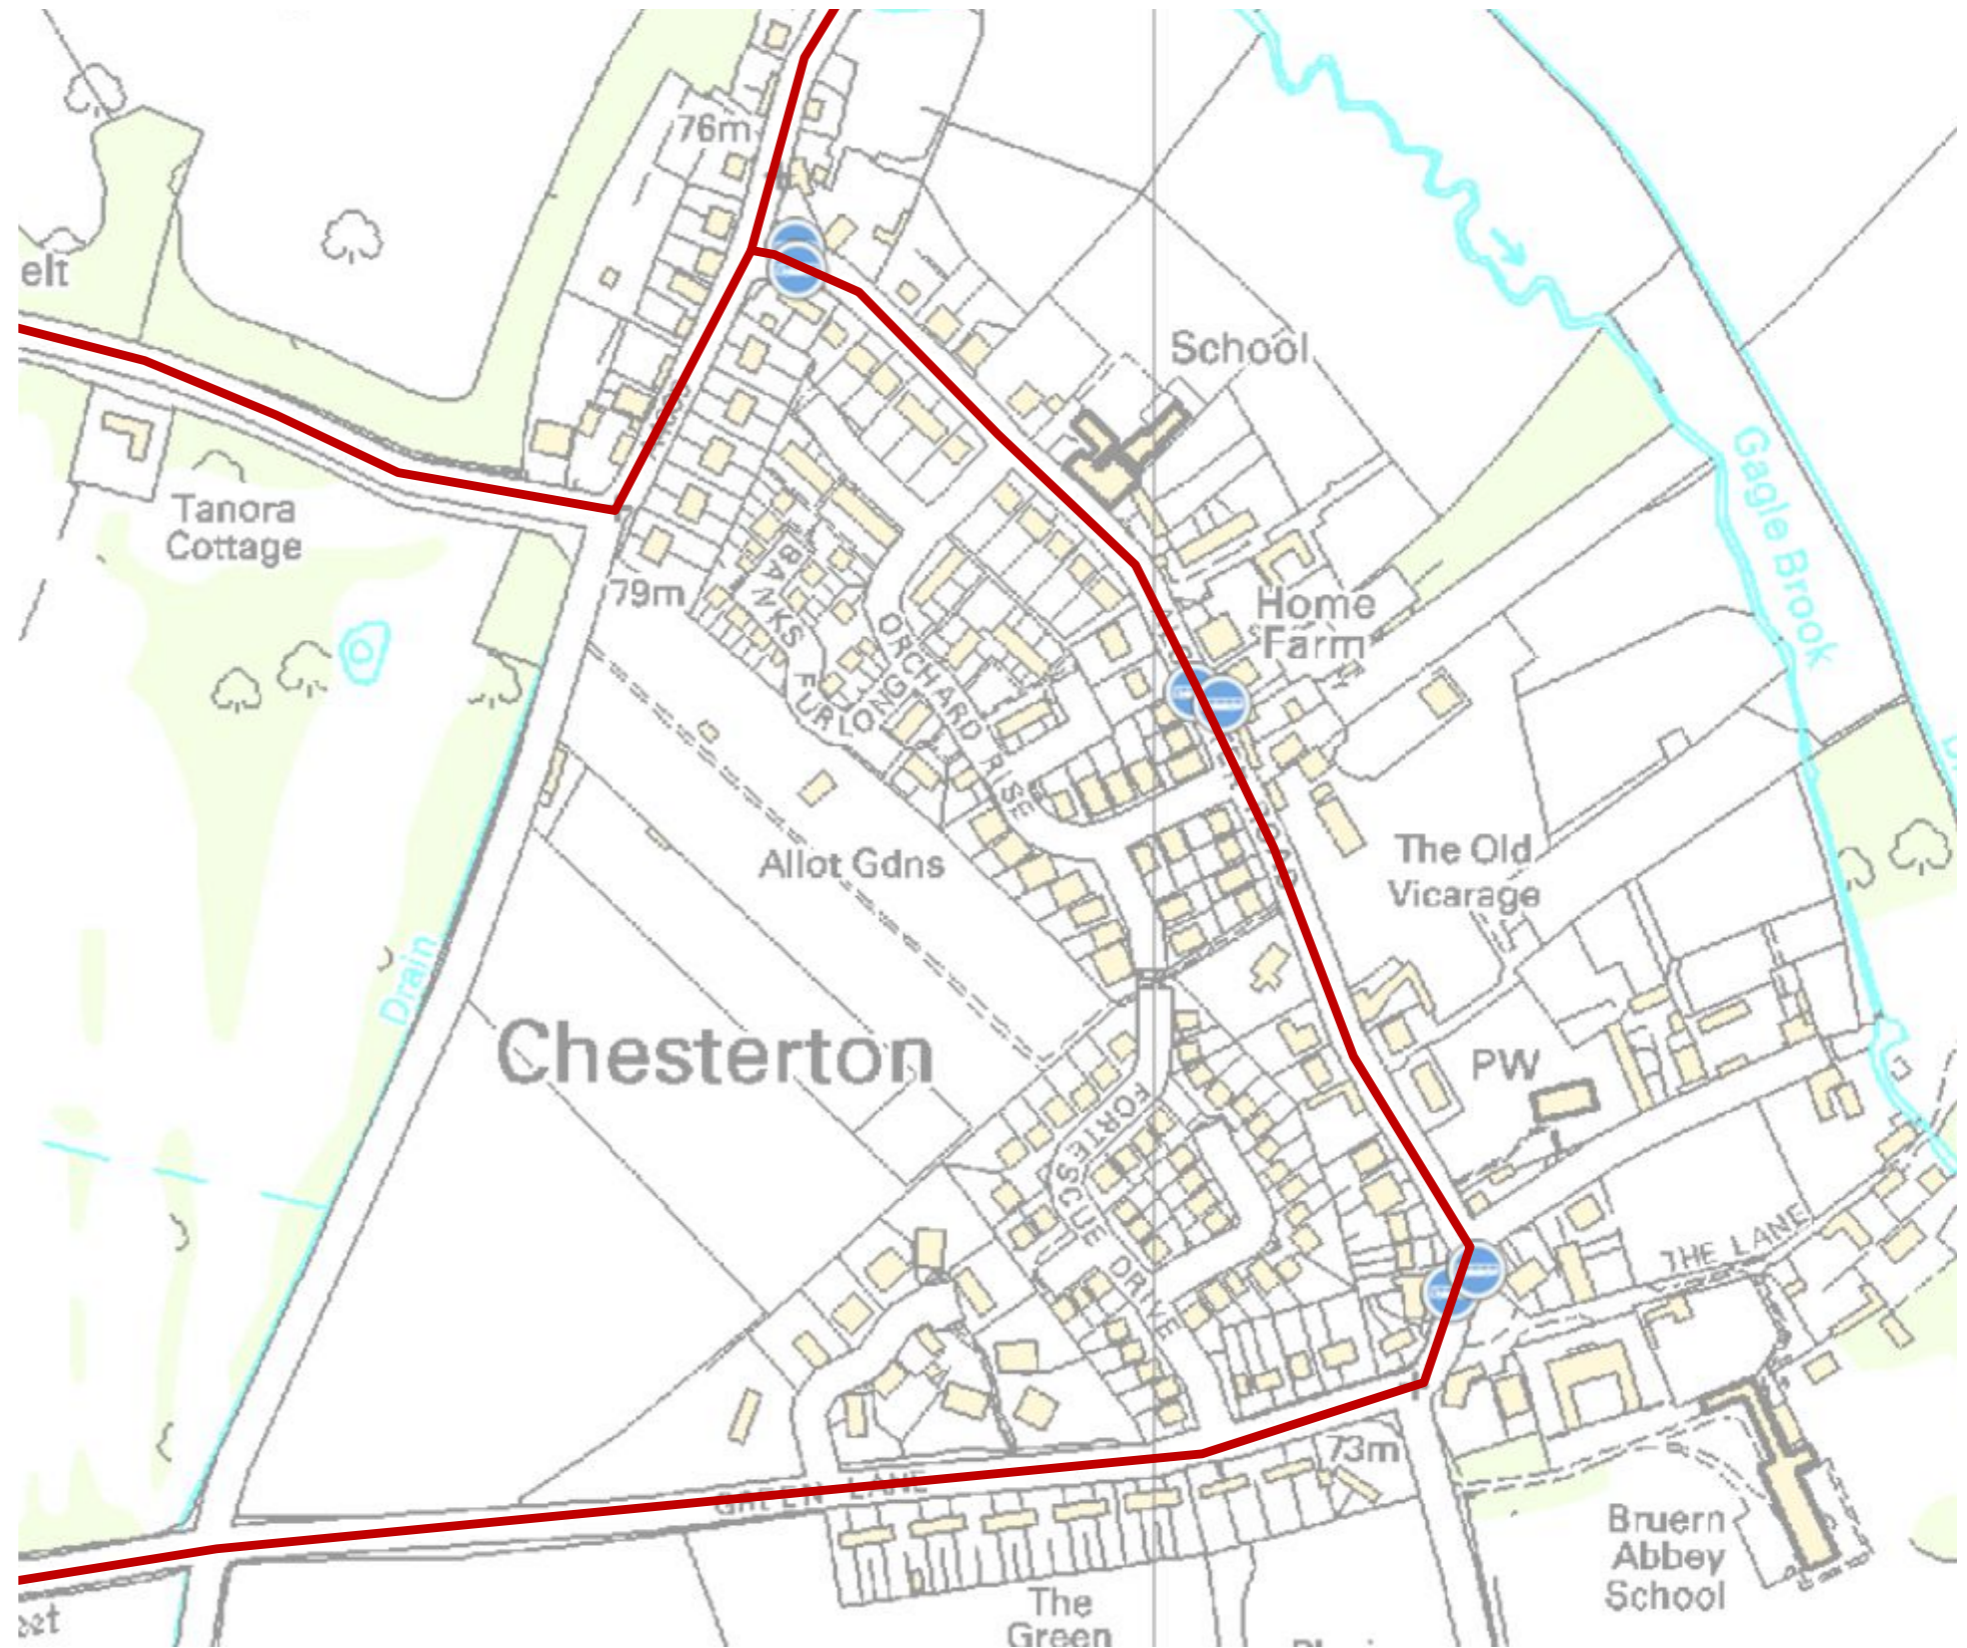 76m
School
elt
Tanora
Cottage
79m
BANKS FURLONG
ORCHARD RISE
Home
Farm
Gagle Brook
Allot Gdns
The Old
Vicarage
Drain
Chesterton
PW
FORTESCUE DRIVE
THE LANE
73m
GREEN LANE
Bruern
Abbey
School
The
Green